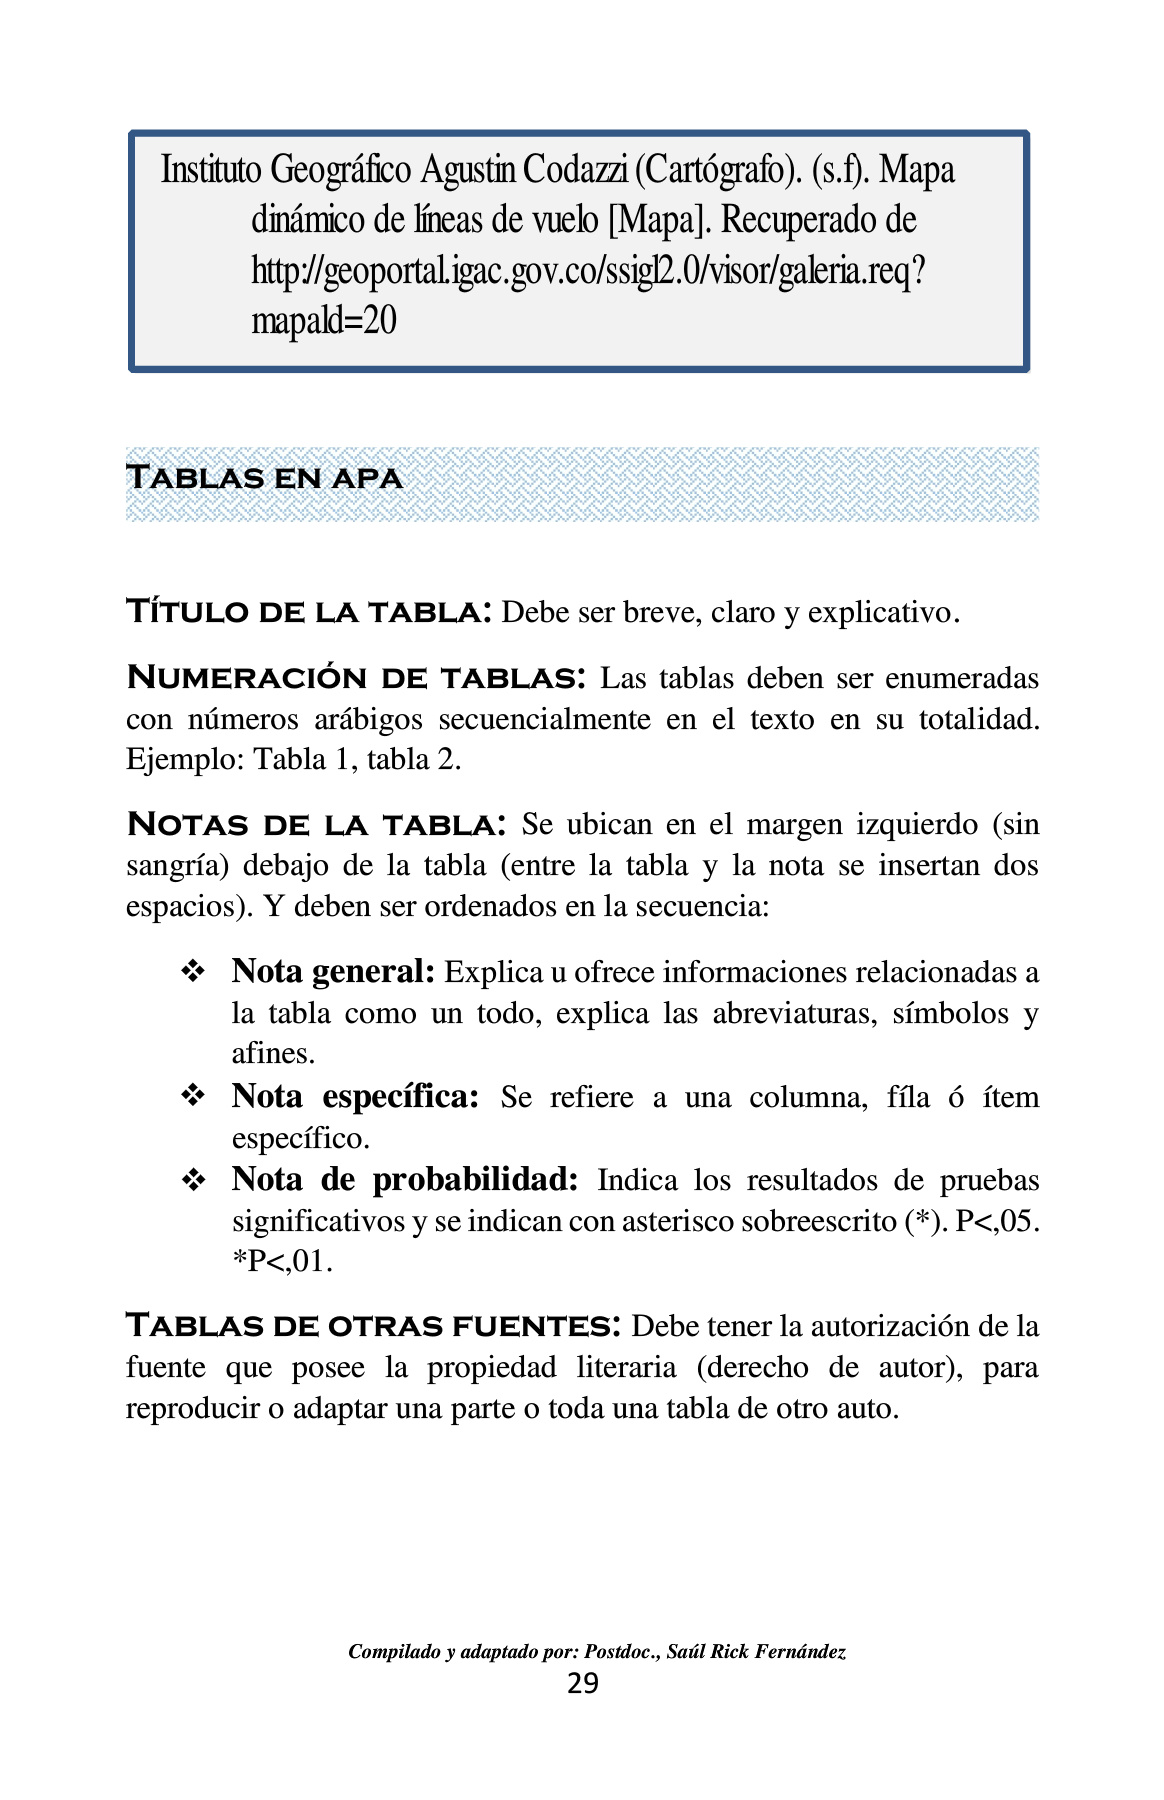 Instituto Geográfico Agustin Codazzi (Cartógrafo). (s.f). Mapa
dinámico de líneas de vuelo [Mapa]. Recuperado de
http://geoportal.igac.gov.co/ssigl2.0/visor/galeria.req?
mapald=20
TABLAS EN APA
TÍTULO DE LA TABLA: Debe ser breve, claro y explicativo.
NUMERACIÓN DE TABLAS: Las tablas deben ser enumeradas
con números arábigos secuencialmente en el texto en su totalidad.
Ejemplo: Tabla 1, tabla 2.
NOTAS DE LA TABLA: Se ubican en el margen izquierdo (sin
sangría) debajo de la tabla (entre la tabla y la nota se insertan dos
espacios). Y deben ser ordenados en la secuencia:
❖ Nota general: Explica u ofrece informaciones relacionadas a
la tabla como un todo, explica las abreviaturas, símbolos y
afines.
❖ Nota específica: Se refiere a una columna, fíla ó ítem
específico.
❖ Nota de probabilidad: Indica los resultados de pruebas
significativos y se indican con asterisco sobreescrito (*). P<,05.
*P<,01.
TABLAS DE OTRAS FUENTES: Debe tener la autorización de la
fuente que posee la propiedad literaria (derecho de autor), para
reproducir o adaptar una parte o toda una tabla de otro auto.
Compilado y adaptado por: Postdoc., Saúl Rick Fernández
29